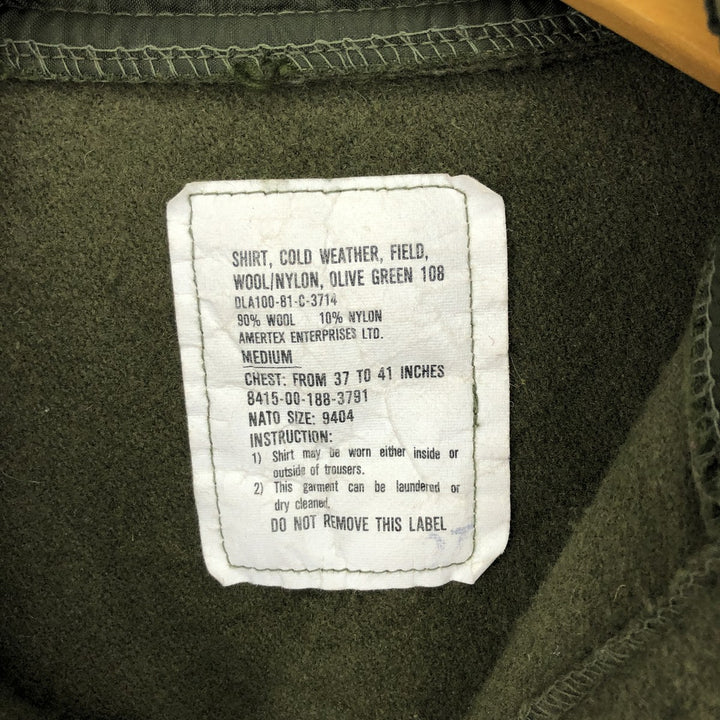 SHIRT, COLD WEATHER, FIELD,
WOOL/NYLON, OLIVE GREEN 108
DLA100-81-C-3714
90% WOOL 10% NYLON
AMERTEX ENTERPRISES LTD.
MEDIUM
CHEST: FROM 37 TO 41 INCHES
8415-00-188-3791
NATO SIZE: 9404
INSTRUCTION:
1) Shirt may be worn either inside or
outside of trousers.
2) This garment can be laundered or
dry cleaned.
DO NOT REMOVE THIS LABEL